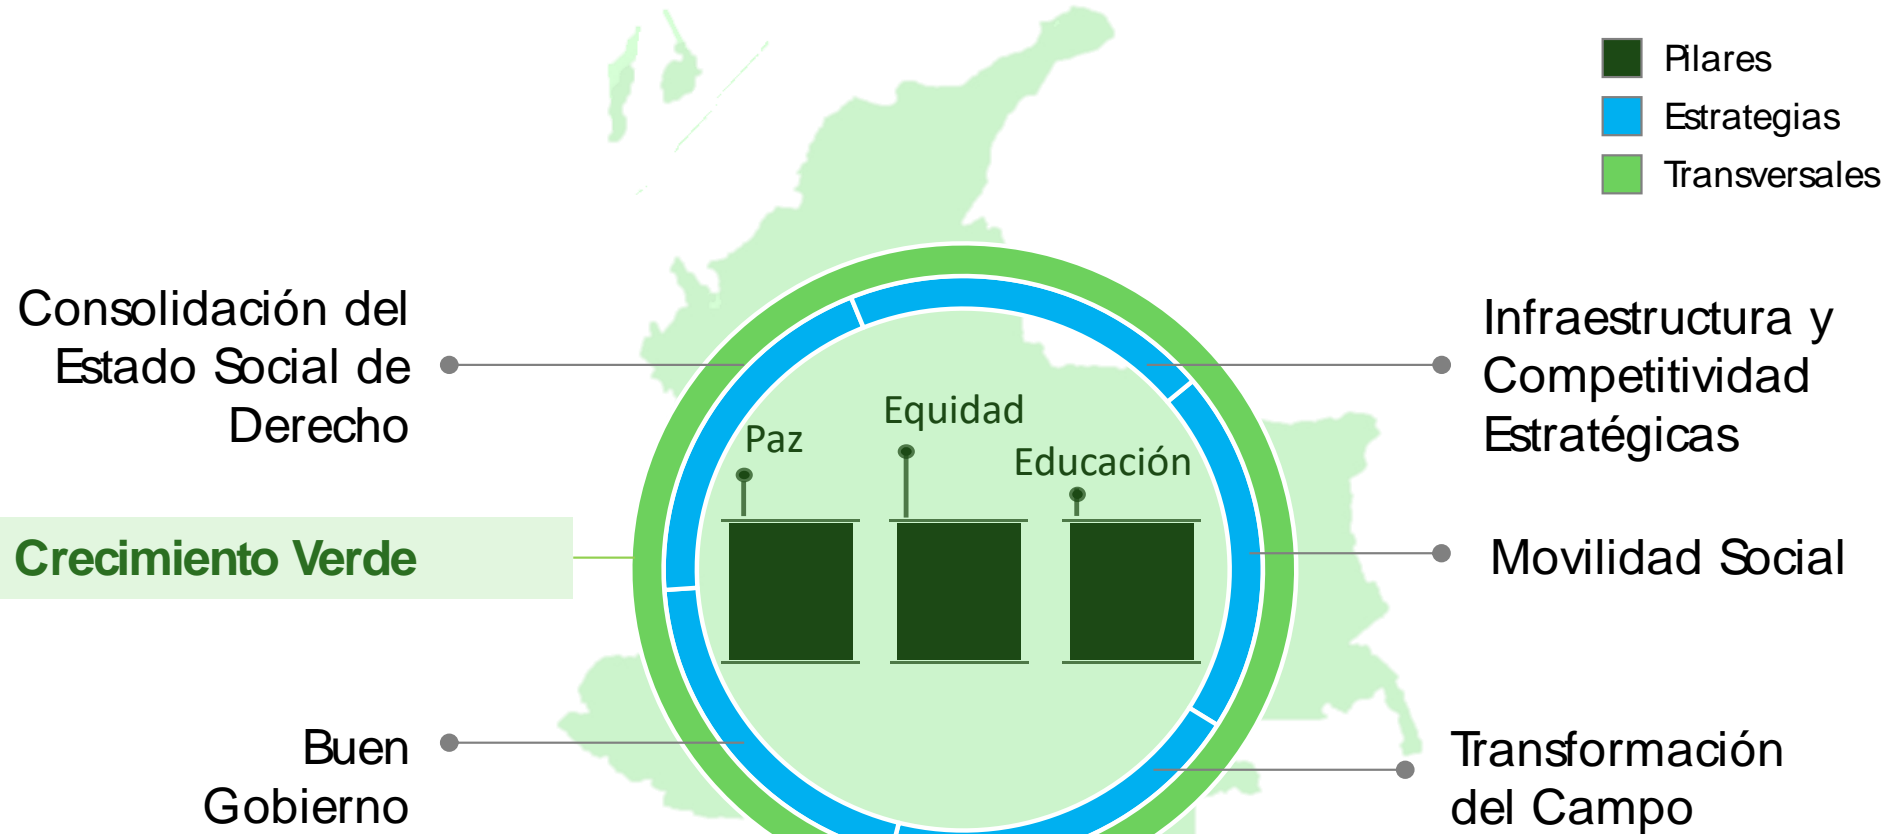 Pilares
Estrategias
Transversales
Consolidación del
Estado Social de
Derecho
Infraestructura y
Competitividad
Estratégicas
Paz
Equidad
Educación
Crecimiento Verde
Movilidad Social
Buen
Gobierno
Transformación
del Campo